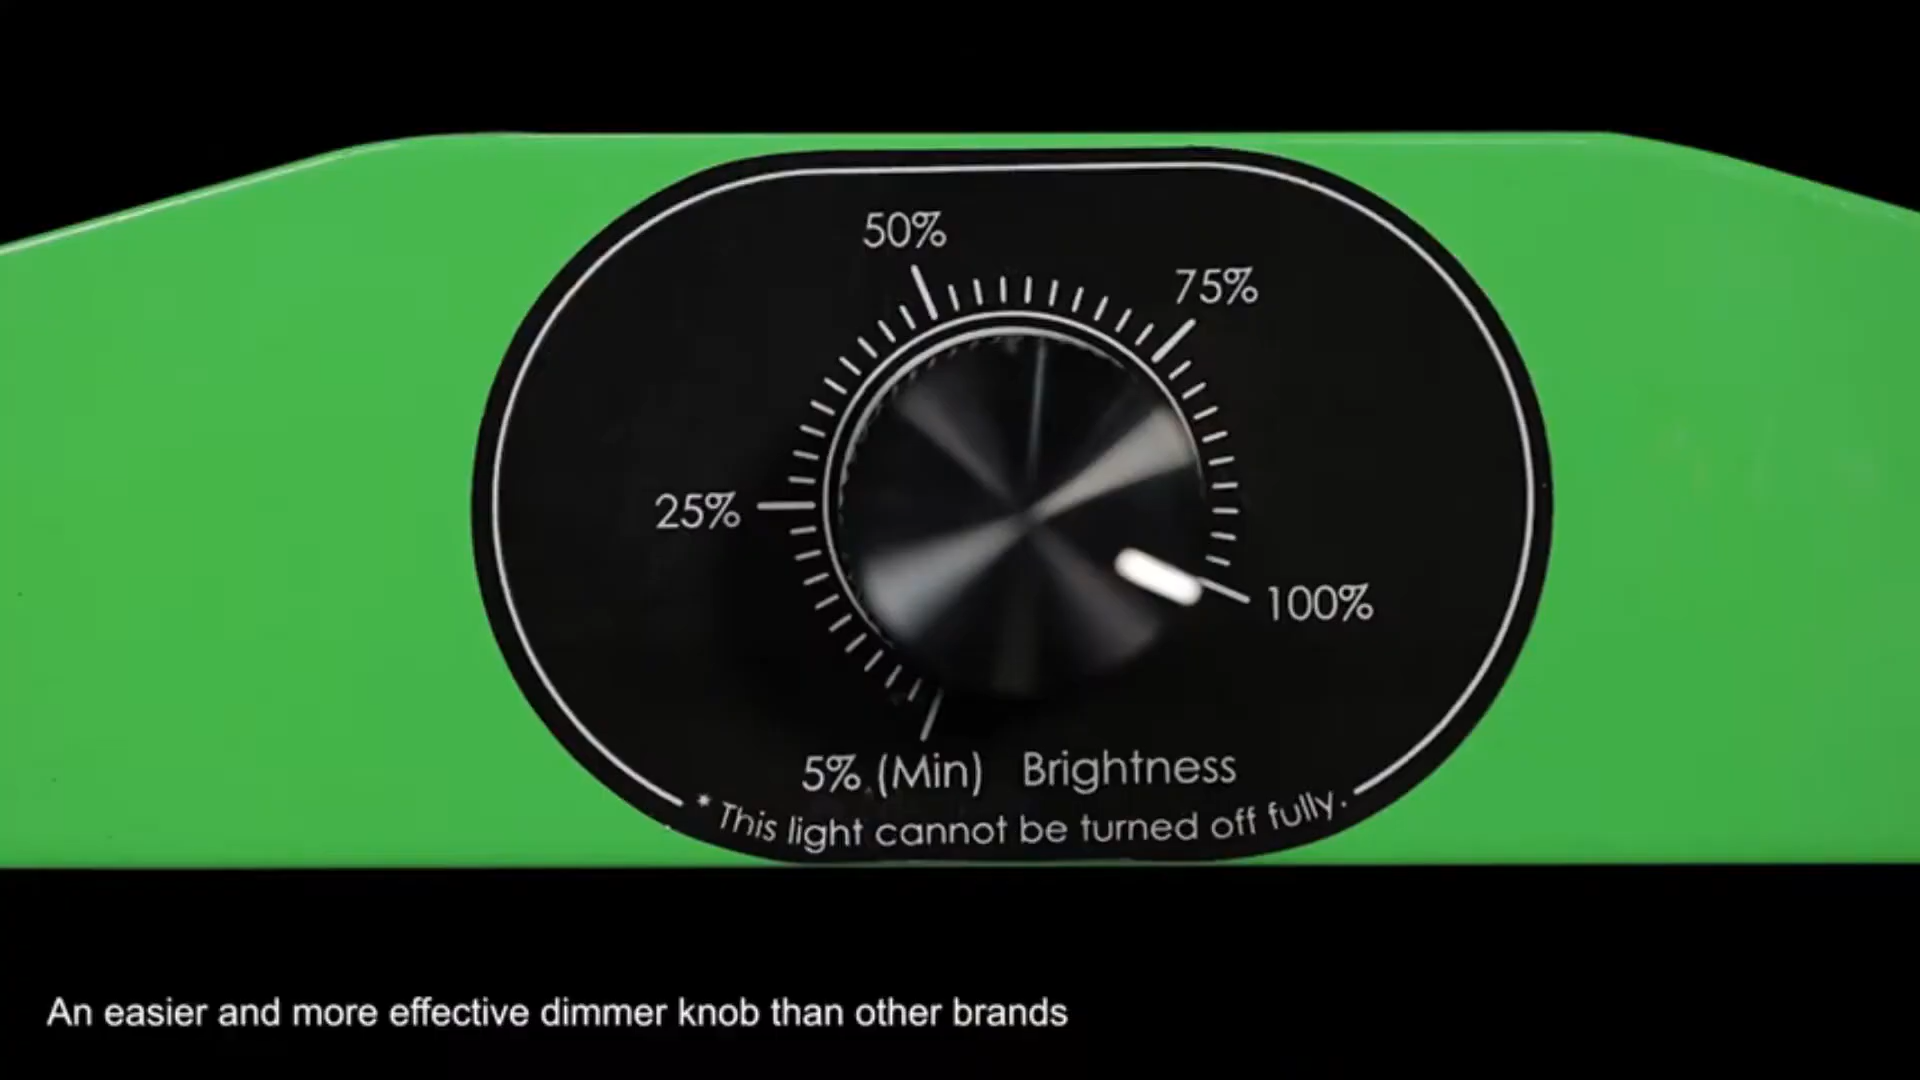 50%
75%
25%
100%
5% (Min) Brightness
* This light cannot be turned off fully.
An easier and more effective dimmer knob than other brands